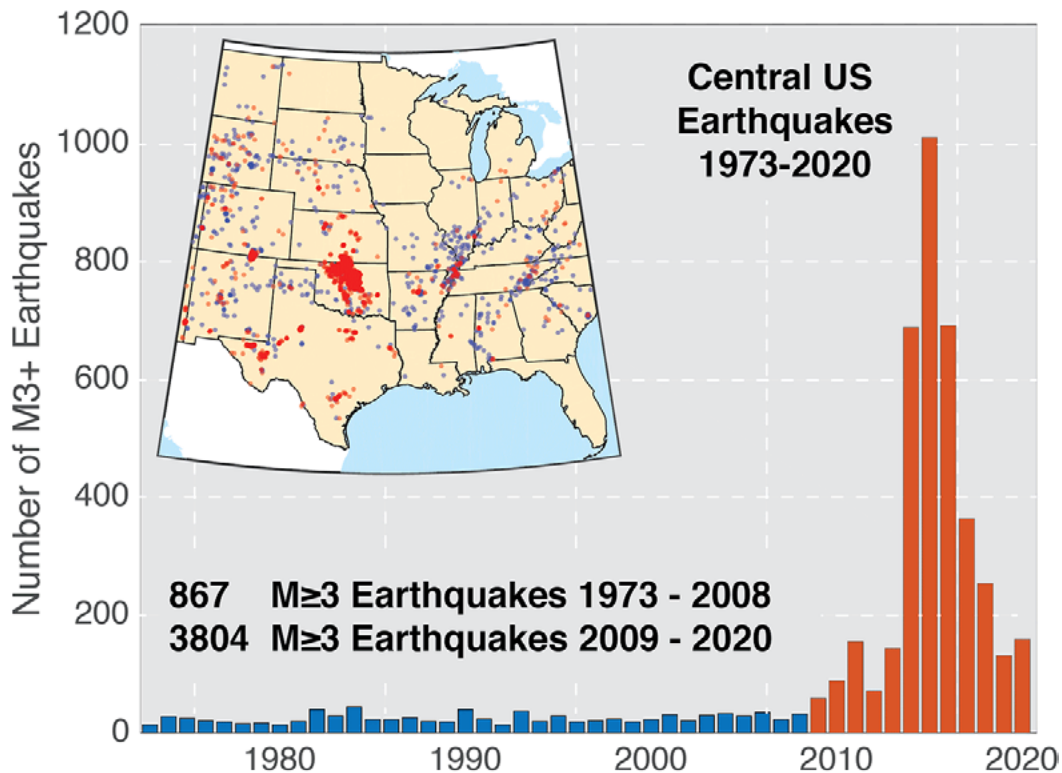 1200
1000
800
600
400
200
0
Number of M3+ Earthquakes
Central US
Earthquakes
1973-2020
867 M≥3 Earthquakes 1973 - 2008
3804 M≥3 Earthquakes 2009 - 2020
1980 1990 2000 2010 2020